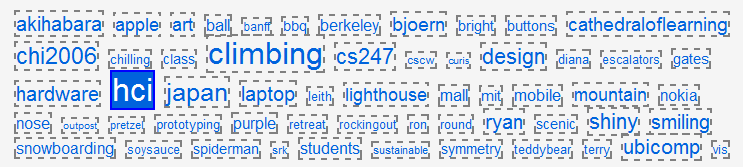 akihabara apple art ball banff bbq berkeley bjoern bright buttons cathedraloflearning
chi2006 chilling class climbing cs247 cscw curis design diana escalators gates
hardware hci japan laptop leith lighthouse mall mit mobile mountain nokia
nose outpost pretzel prototyping purple retreat rockingout ron round ryan scenic shiny smiling
snowboarding soysauce spiderman srk students sustainable symmetry teddybear terry ubicomp vis